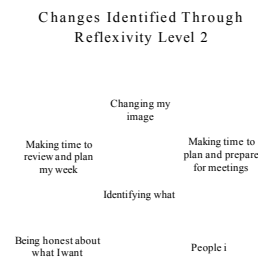 Changes Identified Through
Reflexivity Level 2
Changing my
image
Making time to
review and plan
my week
Making time to
plan and prepare
for meetings
Identifying what
Being honest about
what I want
People i